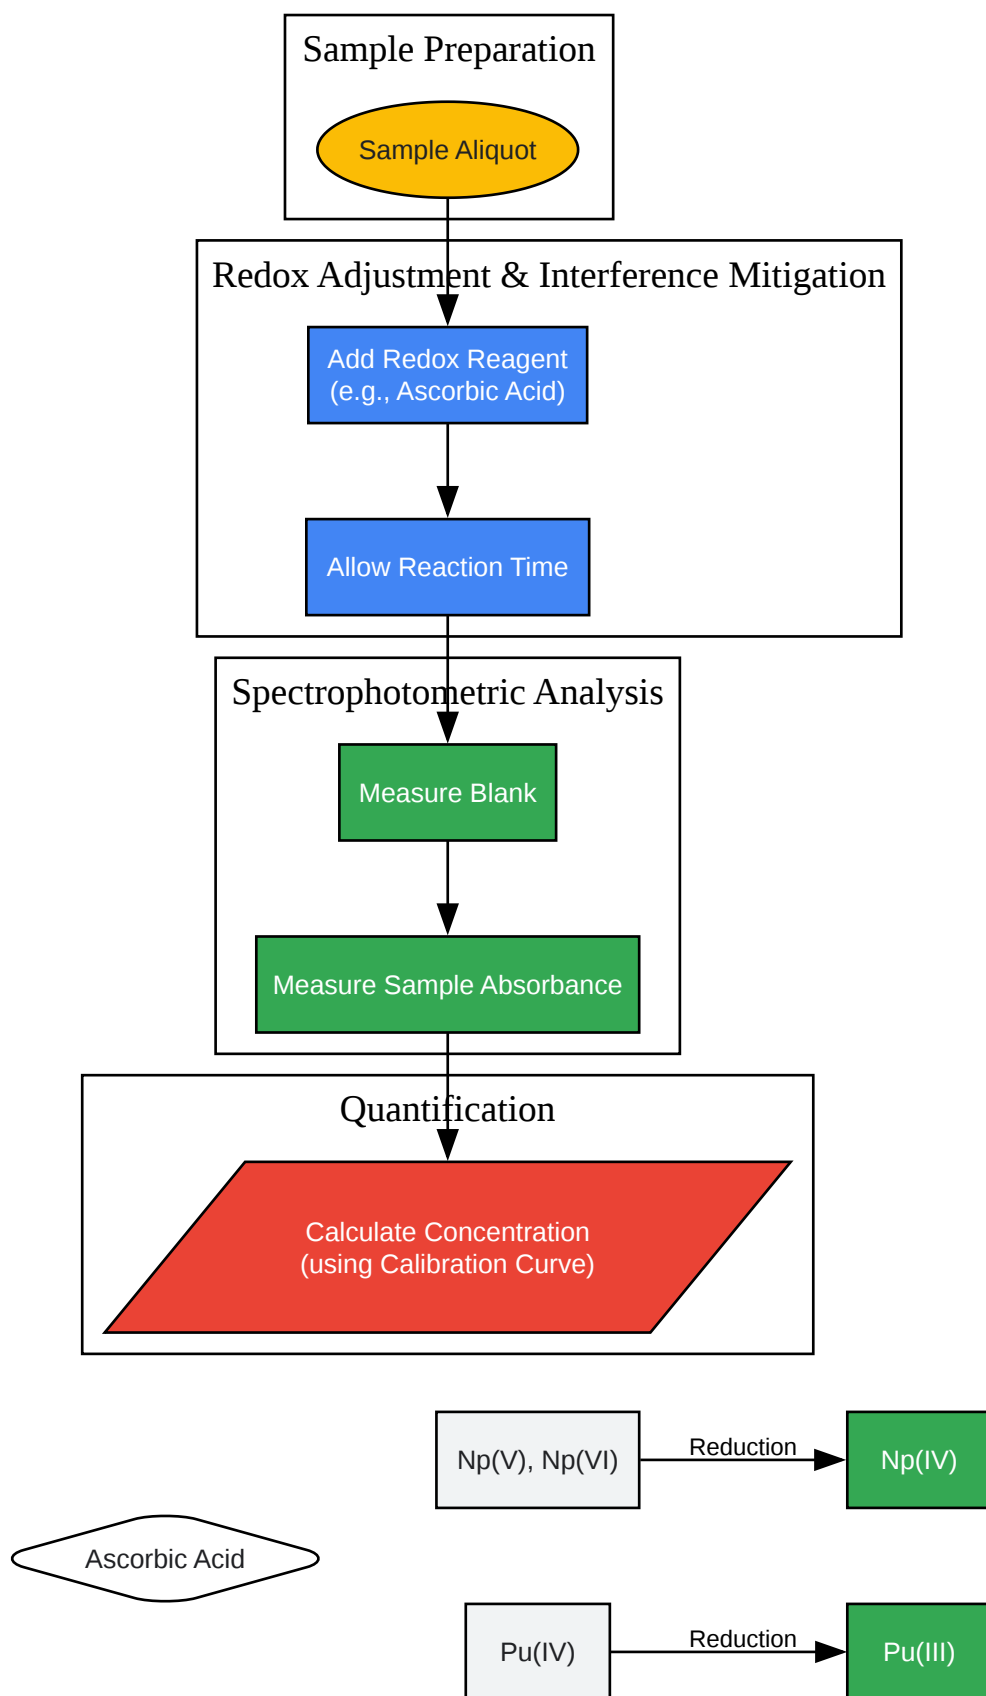 Sample Preparation
Sample Aliquot
Redox Adjustment & Interference Mitigation
Add Redox Reagent
(e.g., Ascorbic Acid)
Allow Reaction Time
Spectrophotometric Analysis
Measure Blank
Measure Sample Absorbance
Quantification
Calculate Concentration
(using Calibration Curve)
Np(V), Np(VI)
Reduction
Np(IV)
Ascorbic Acid
Pu(IV)
Reduction
Pu(III)